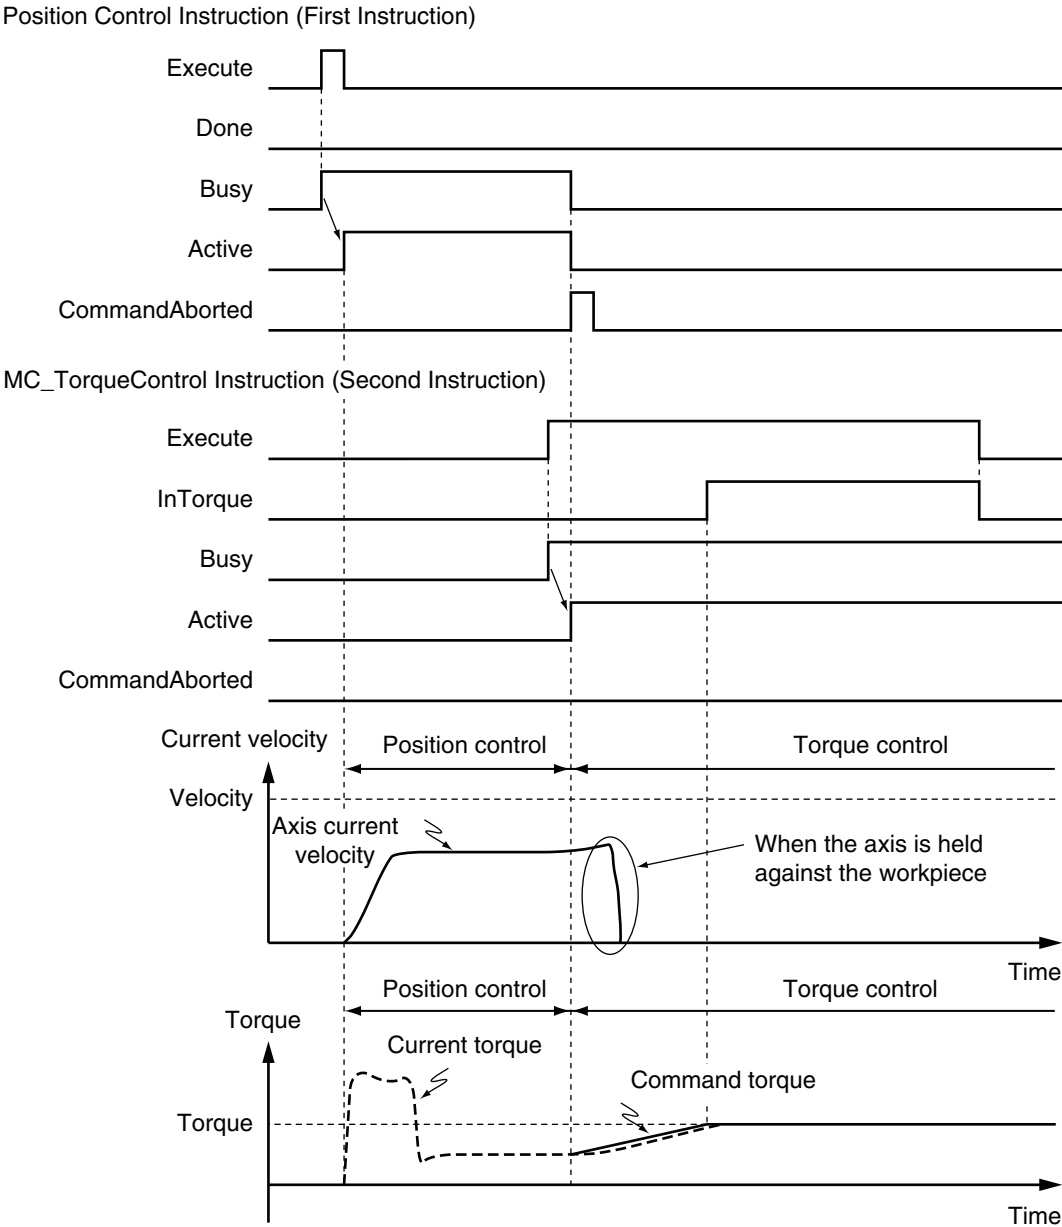 Position Control Instruction (First Instruction)
Execute
Done
Busy
Active
CommandAborted
MC_TorqueControl Instruction (Second Instruction)
Execute
InTorque
Busy
Active
CommandAborted
Current velocity
Position control
Torque control
Velocity
Axis current
velocity
When the axis is held
against the workpiece
Time
Position control
Torque control
Torque
Current torque
Command torque
Torque
Time